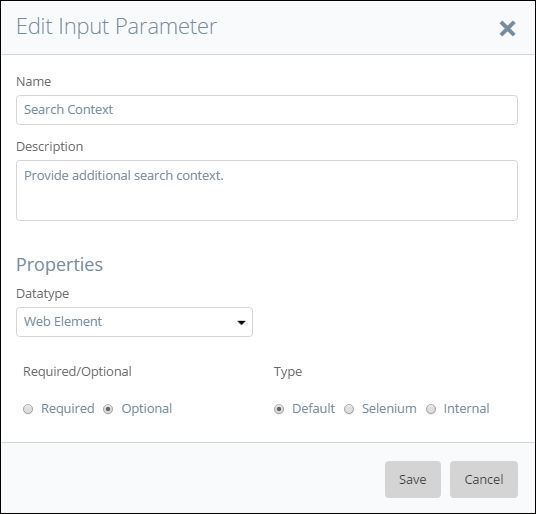 Edit Input Parameter
Name
Search Context
Description
Provide additional search context.
Properties
Datatype
Web Element
Required/Optional Type
Required Optional Default Selenium Internal
Save Cancel